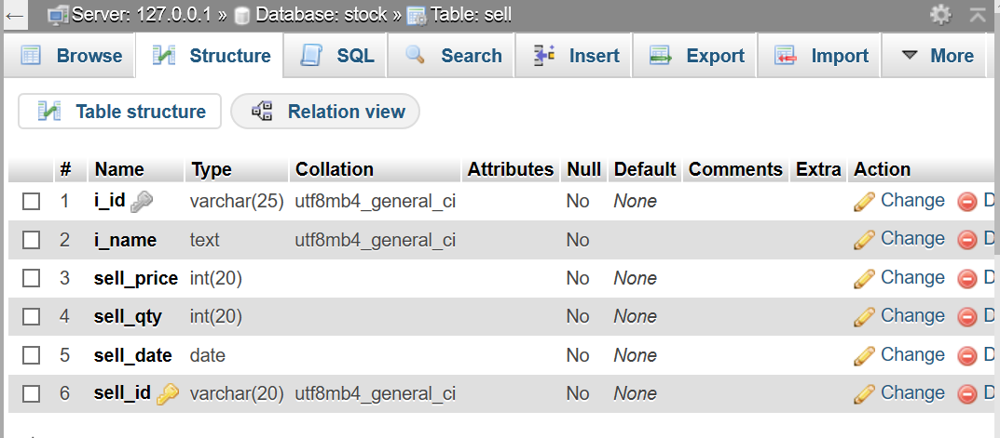 Server: 127.0.0.1 » Database: stock » Table: sell
Browse Structure SQL Search Insert Export Import More
Table structure Relation view
# Name Type Collation Attributes Null Default Comments Extra Action
1 i_id varchar(25) utf8mb4_general_ci No None Change D
2 i_name text utf8mb4_general_ci No Change D
3 sell_price int(20) No None Change D
4 sell_qty int(20) No None Change D
5 sell_date date No None Change D
6 sell_id varchar(20) utf8mb4_general_ci No None Change D